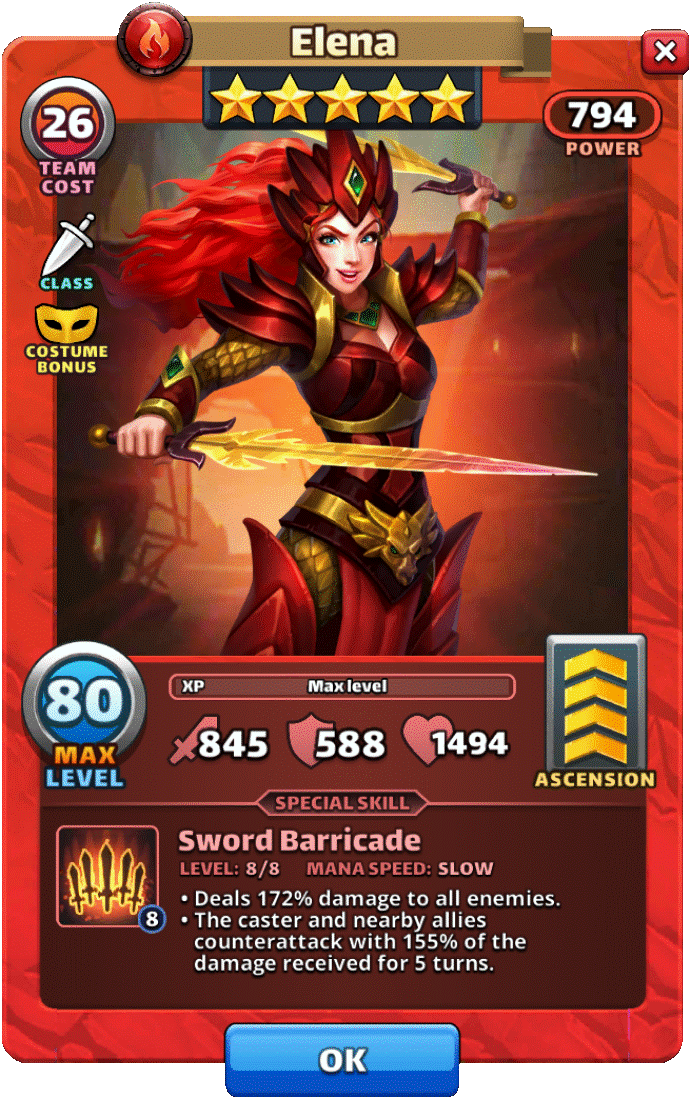 Elena
26
TEAM
COST
794
POWER
CLASS
COSTUME
BONUS
80
MAX
LEVEL
XP Max level
845 588 1494
ASCENSION
SPECIAL SKILL
Sword Barricade
LEVEL: 8/8 MANA SPEED: SLOW
8
• Deals 172% damage to all enemies.
• The caster and nearby allies
counterattack with 155% of the
damage received for 5 turns.
OK